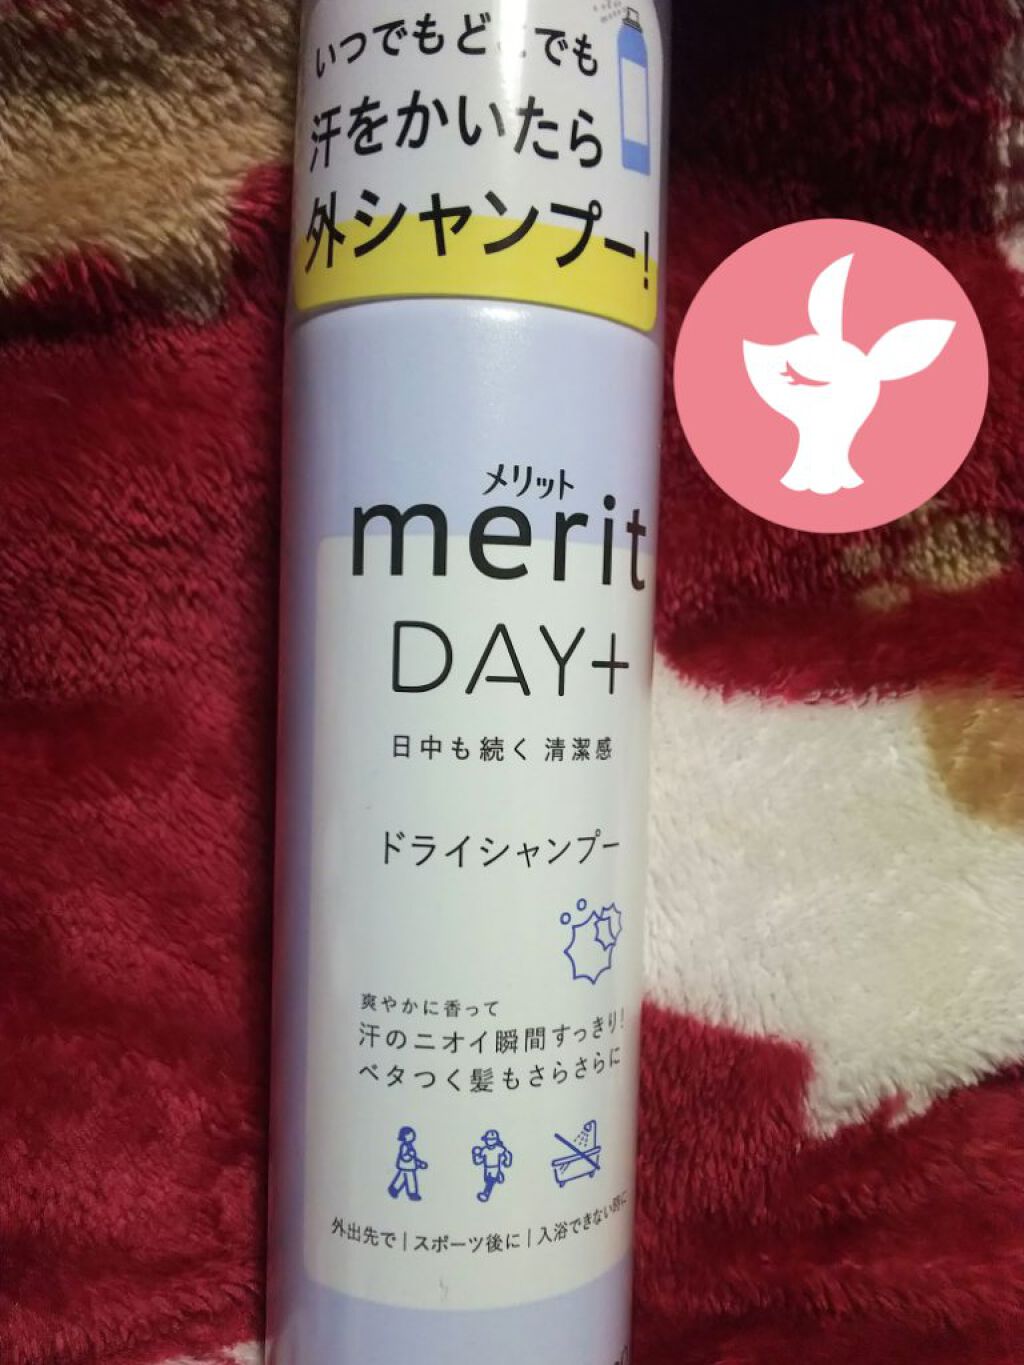 いつでもどこでも
汗をかいたら
外シャンプー!
メリット
merit
DAY+
日中も続く 清潔感
ドライシャンプー
爽やかに香って
汗のニオイ瞬間すっきり!
ベタつく髪もさらさらに
外出先で | スポーツ後に | 入浴できない時に